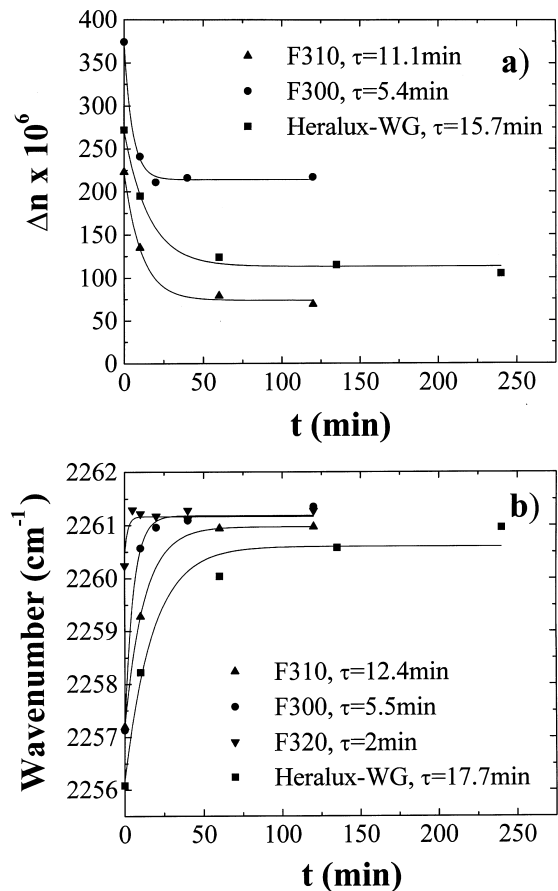 400
350
300
250
200
150
100
50
0
Δn x 10⁶
F310, τ=11.1min
F300, τ=5.4min
Heralux-WG, τ=15.7min
a)
0 50 100 150 200 250
t (min)
2262
2261
2260
2259
2258
2257
2256
Wavenumber (cm⁻¹)
b)
F310, τ=12.4min
F300, τ=5.5min
F320, τ=2min
Heralux-WG, τ=17.7min
0 50 100 150 200 250
t (min)